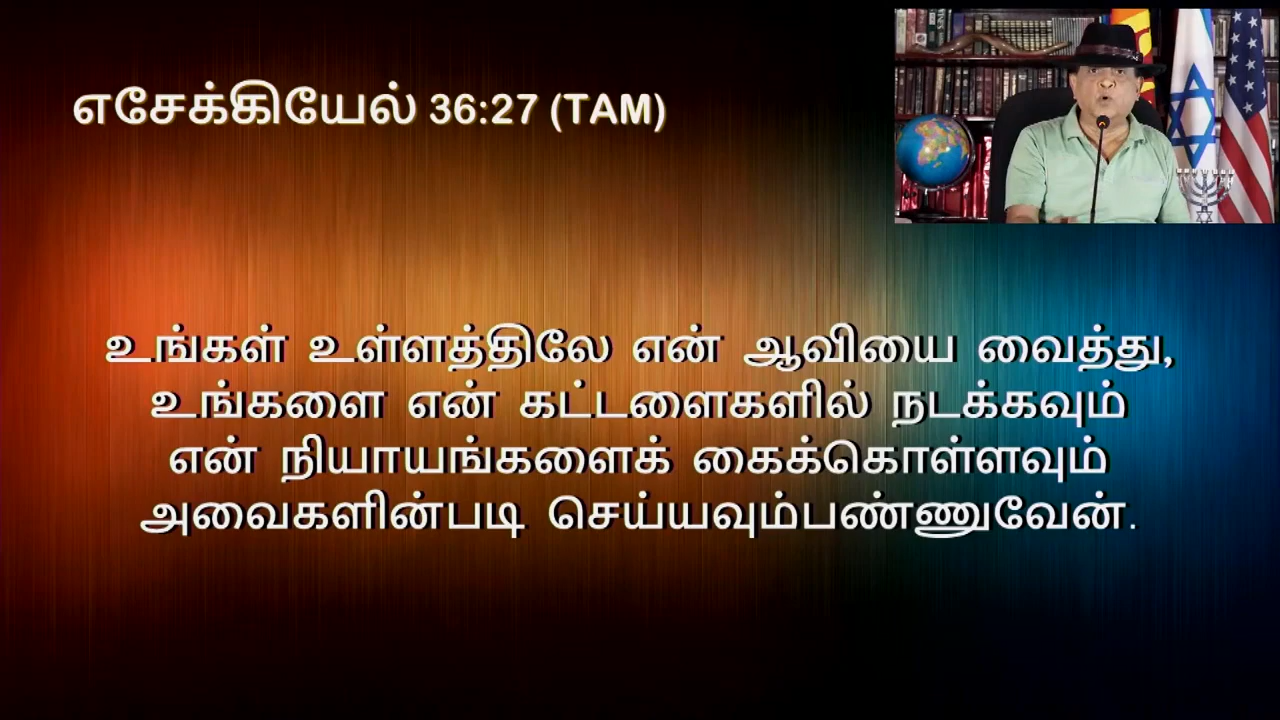 எசேக்கியேல் 36:27 (TAM)
உங்கள் உள்ளத்திலே என் ஆவியை வைத்து,
உங்களை என் கட்டளைகளில் நடக்கவும்
என் நியாயங்களைக் கைக்கொள்ளவும்
அவைகளின்படி செய்யவும்பண்ணுவேன்.